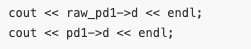 cout << raw_pd1->d << endl;
cout << pd1->d << endl;